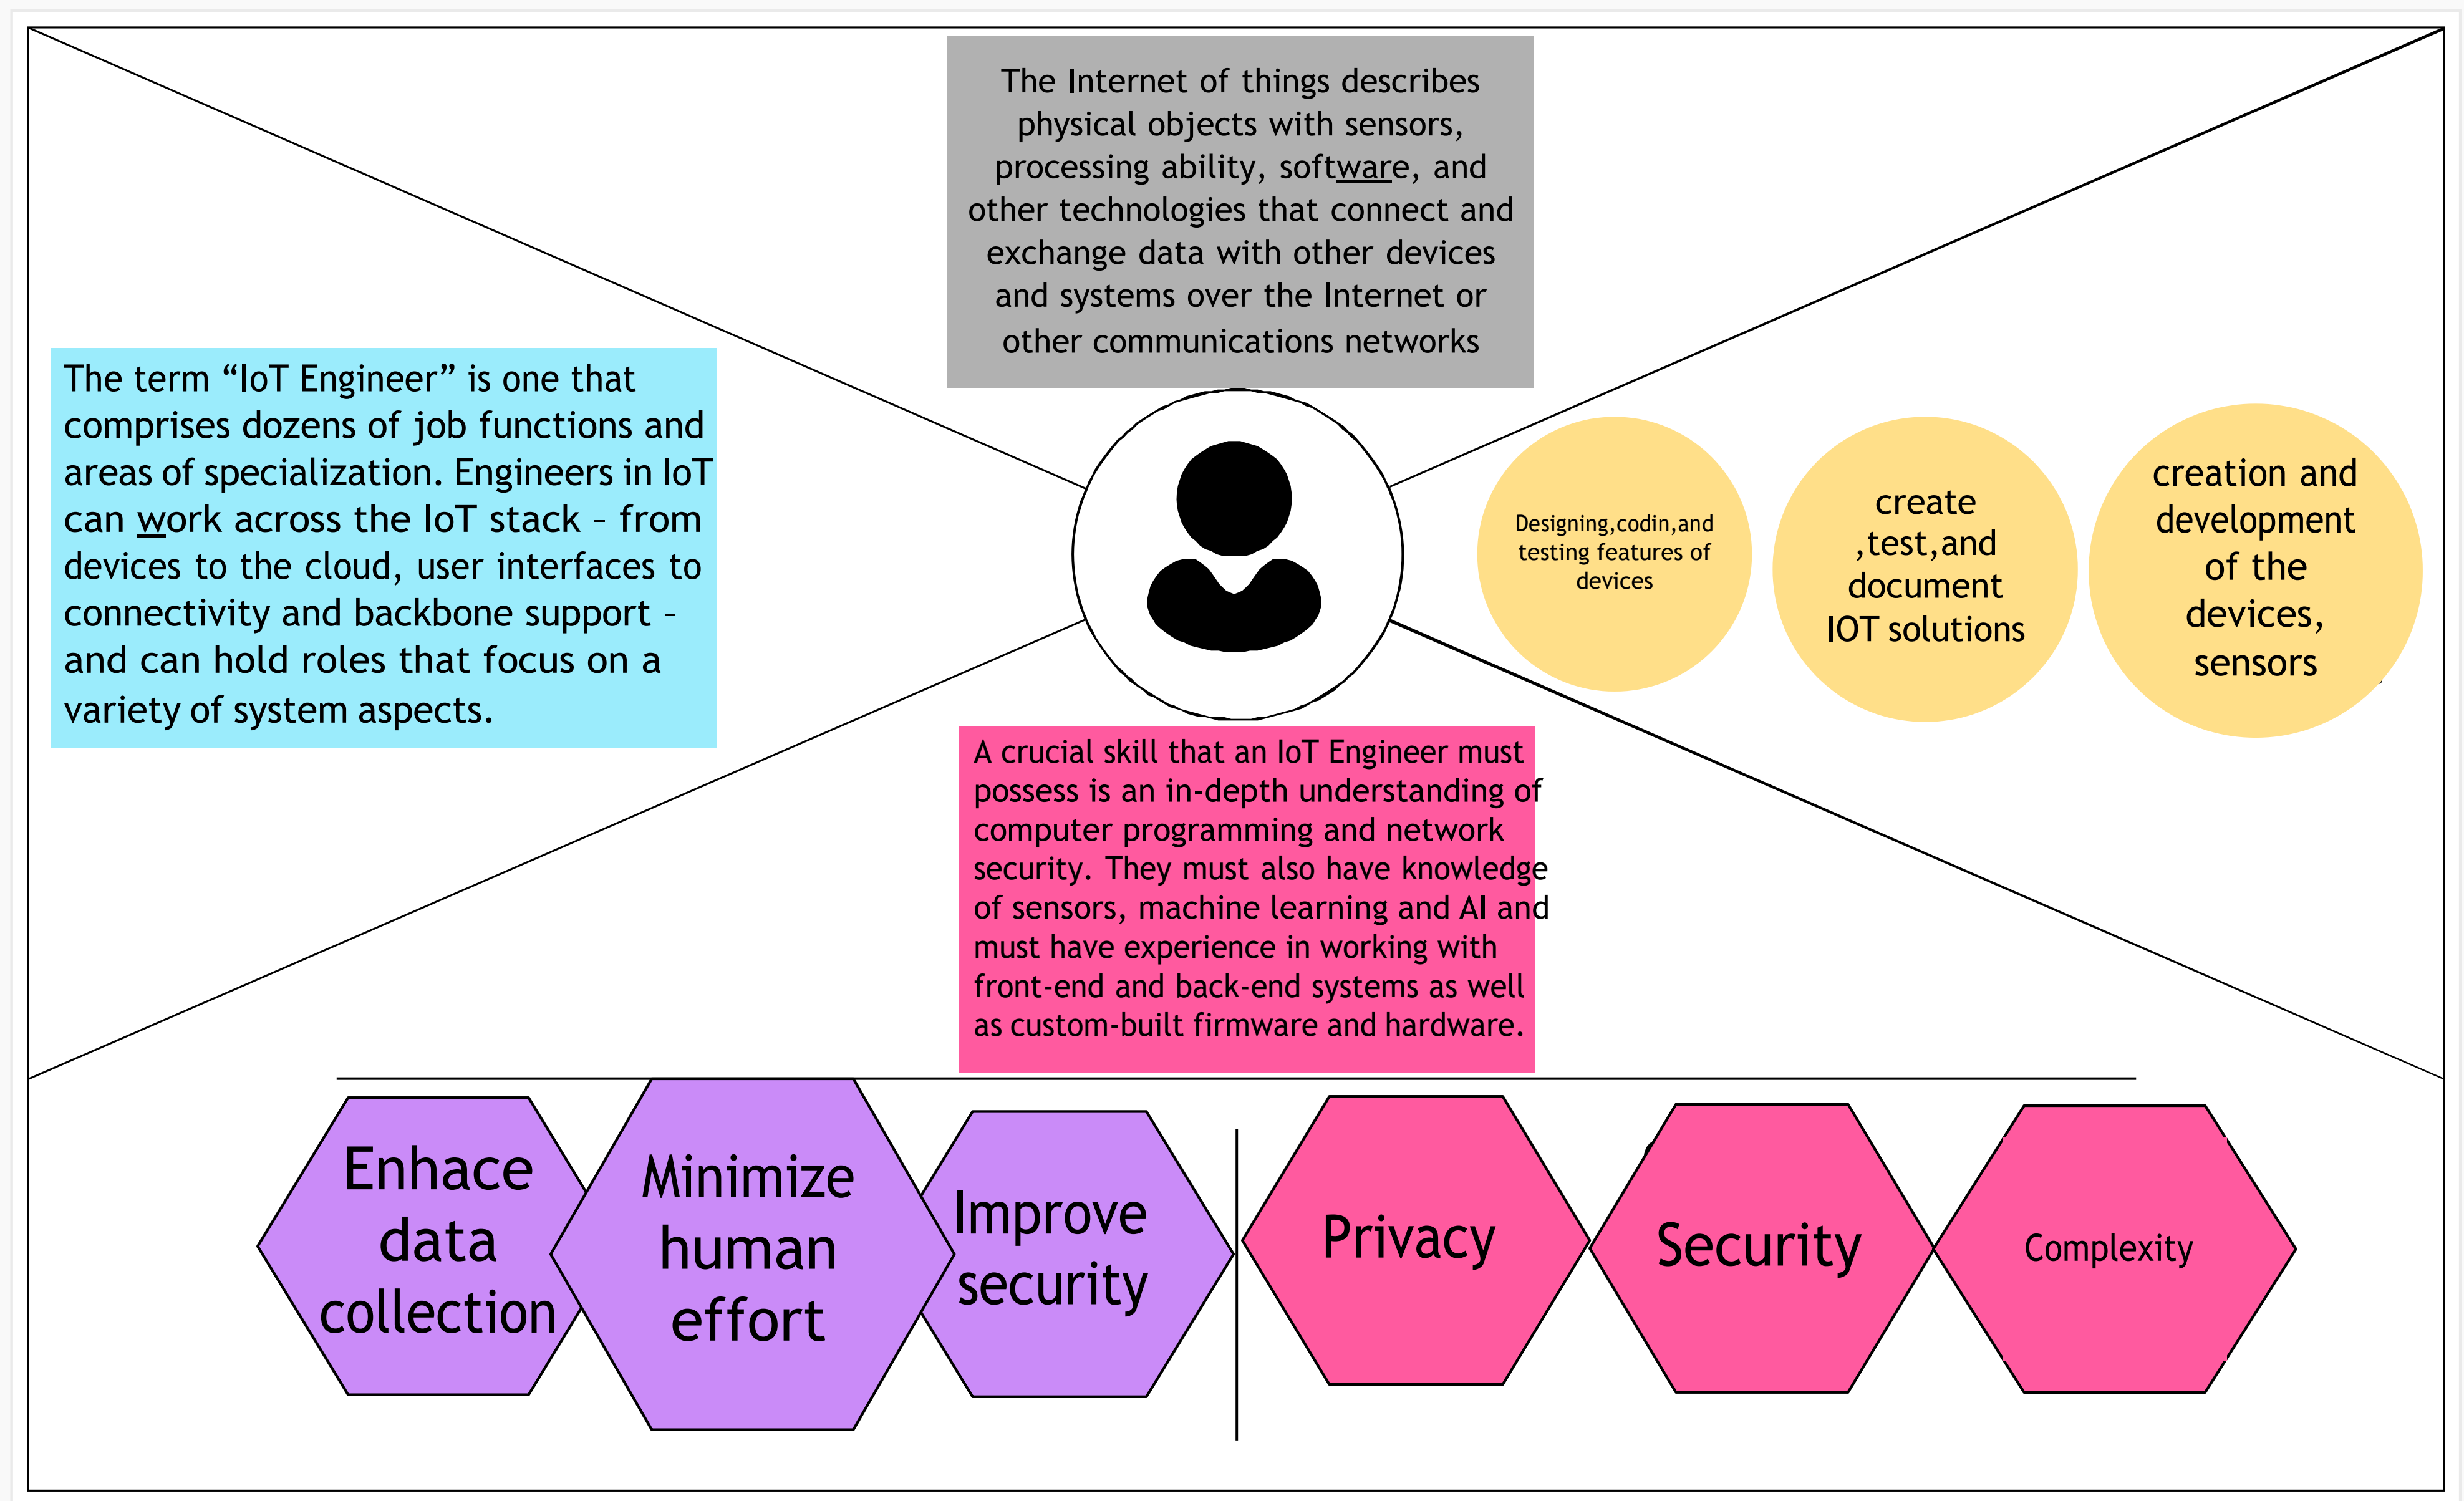 The Internet of things describes
physical objects with sensors,
processing ability, software, and
other technologies that connect and
exchange data with other devices
and systems over the Internet or
other communications networks
The term “IoT Engineer” is one that
comprises dozens of job functions and
areas of specialization. Engineers in IoT
can work across the IoT stack – from
devices to the cloud, user interfaces to
connectivity and backbone support –
and can hold roles that focus on a
variety of system aspects.
Designing,codin,and
testing features of
devices
create
,test,and
document
IOT solutions
creation and
development
of the
devices,
sensors
A crucial skill that an IoT Engineer must
possess is an in-depth understanding of
computer programming and network
security. They must also have knowledge
of sensors, machine learning and AI and
must have experience in working with
front-end and back-end systems as well
as custom-built firmware and hardware.
Enhace
data
collection
Minimize
human
effort
Improve
security
Privacy
Security
Complexity